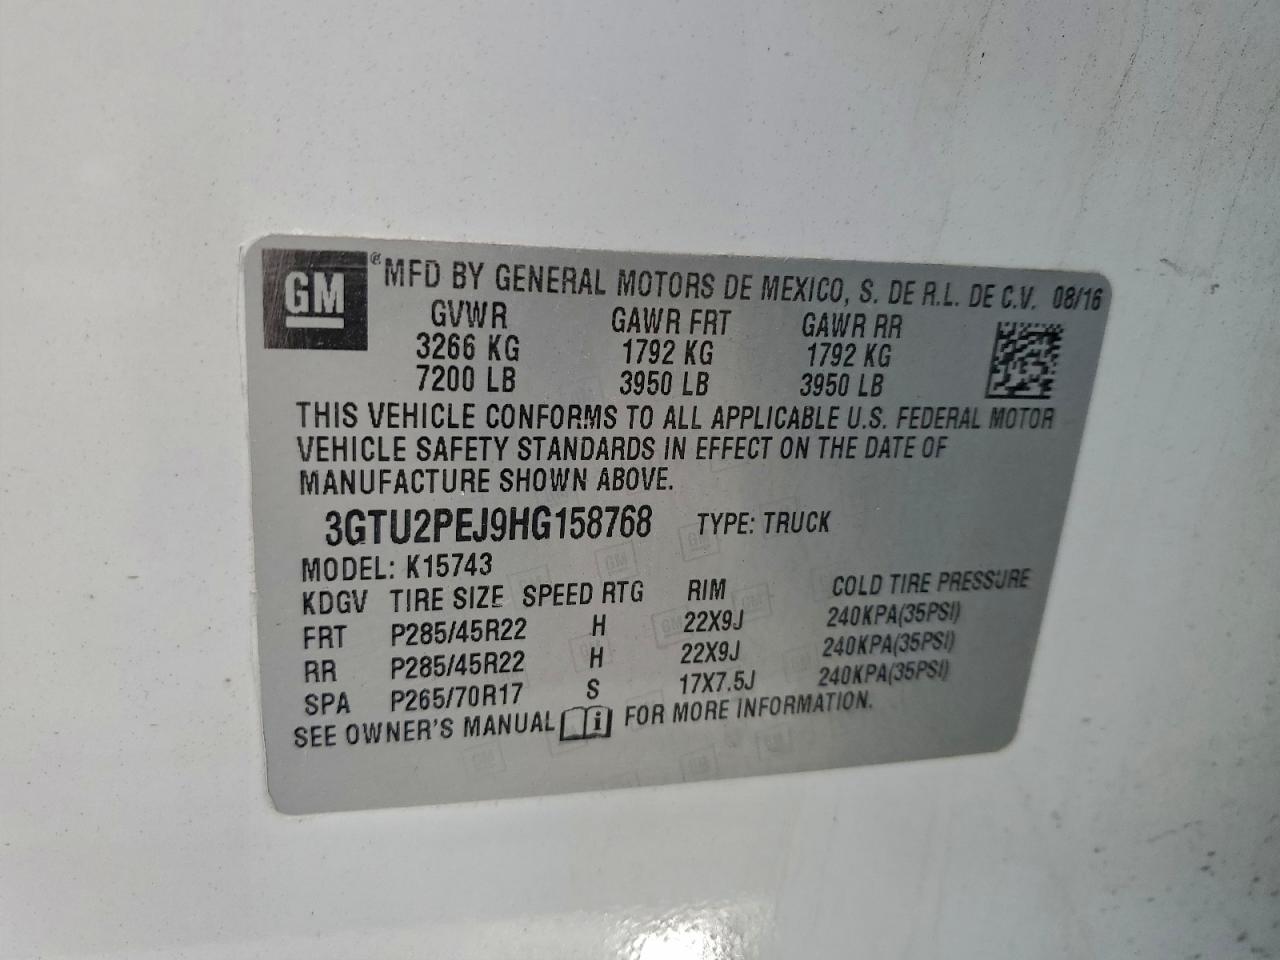 GM ® MFD BY GENERAL MOTORS DE MEXICO, S. DE R.L. DE C.V. 08/16
GVWR GAWR FRT GAWR RR
3266 KG 1792 KG 1792 KG
7200 LB 3950 LB 3950 LB
THIS VEHICLE CONFORMS TO ALL APPLICABLE U.S. FEDERAL MOTOR
VEHICLE SAFETY STANDARDS IN EFFECT ON THE DATE OF
MANUFACTURE SHOWN ABOVE.
3GTU2PEJ9HG158768 TYPE: TRUCK
MODEL: K15743
KDGV TIRE SIZE SPEED RTG RIM COLD TIRE PRESSURE
FRT P285/45R22 H 22X9J 240KPA(35PSI)
RR P285/45R22 H 22X9J 240KPA(35PSI)
SPA P265/70R17 S 17X7.5J 240KPA(35PSI)
SEE OWNER'S MANUAL i FOR MORE INFORMATION.